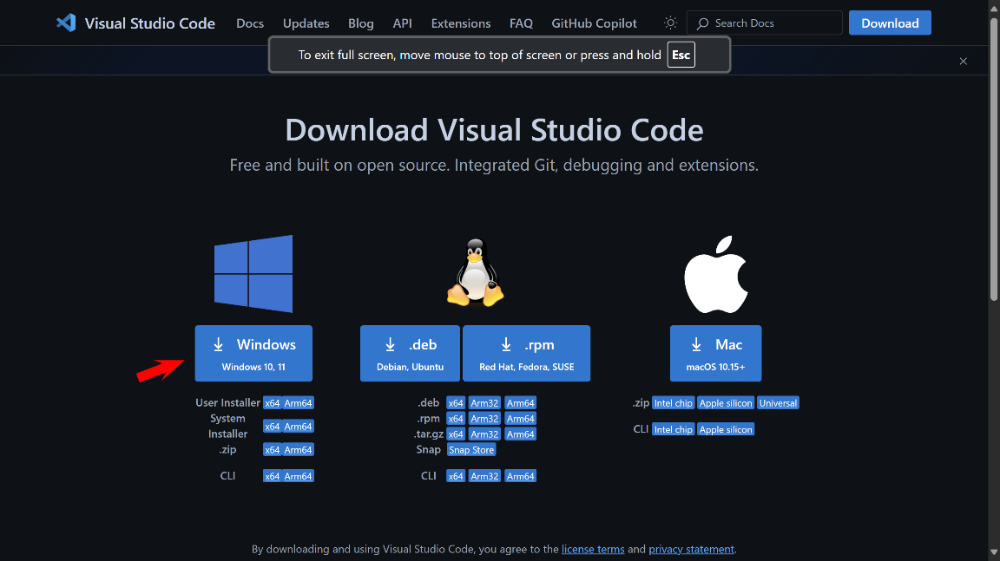 Visual Studio Code Docs Updates Blog API Extensions FAQ GitHub Copilot Search Docs Download
To exit full screen, move mouse to top of screen or press and hold Esc
Download Visual Studio Code
Free and built on open source. Integrated Git, debugging and extensions.
Windows
Windows 10, 11
User Installer x64 Arm64
System
Installer x64 Arm64
.zip x64 Arm64
CLI x64 Arm64
.deb
Debian, Ubuntu
.rpm
Red Hat, Fedora, SUSE
.deb x64 Arm32 Arm64
.rpm x64 Arm32 Arm64
.tar.gz x64 Arm32 Arm64
Snap Snap Store
CLI x64 Arm32 Arm64
Mac
macOS 10.15+
.zip Intel chip Apple silicon Universal
CLI Intel chip Apple silicon
By downloading and using Visual Studio Code, you agree to the license terms and privacy statement.